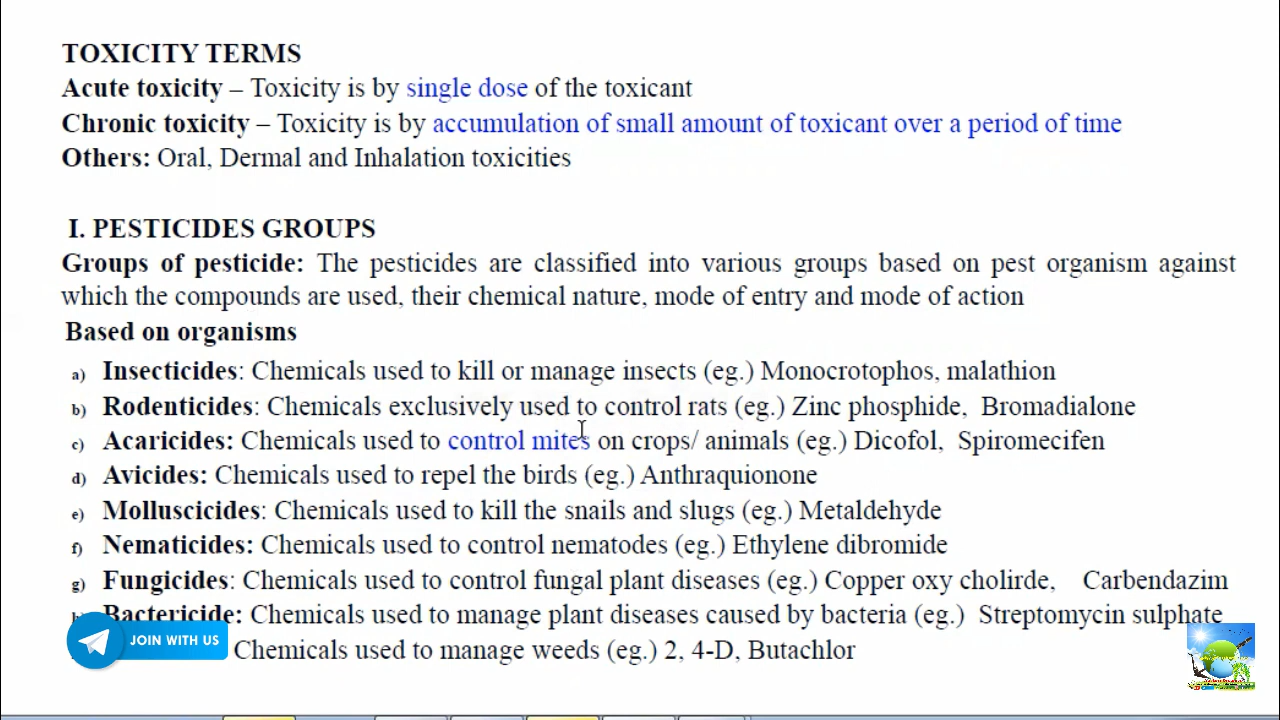 TOXICITY TERMS
Acute toxicity – Toxicity is by single dose of the toxicant
Chronic toxicity – Toxicity is by accumulation of small amount of toxicant over a period of time
Others: Oral, Dermal and Inhalation toxicities
I. PESTICIDES GROUPS
Groups of pesticide: The pesticides are classified into various groups based on pest organism against
which the compounds are used, their chemical nature, mode of entry and mode of action
Based on organisms
a) Insecticides: Chemicals used to kill or manage insects (eg.) Monocrotophos, malathion
b) Rodenticides: Chemicals exclusively used to control rats (eg.) Zinc phosphide, Bromadialone
c) Acaricides: Chemicals used to control mites on crops/ animals (eg.) Dicofol, Spiromecifen
d) Avicides: Chemicals used to repel the birds (eg.) Anthraquionone
e) Molluscicides: Chemicals used to kill the snails and slugs (eg.) Metaldehyde
f) Nematicides: Chemicals used to control nematodes (eg.) Ethylene dibromide
g) Fungicides: Chemicals used to control fungal plant diseases (eg.) Copper oxy cholirde, Carbendazim
Bactericide: Chemicals used to manage plant diseases caused by bacteria (eg.) Streptomycin sulphate
JOIN WITH US
Chemicals used to manage weeds (eg.) 2, 4-D, Butachlor